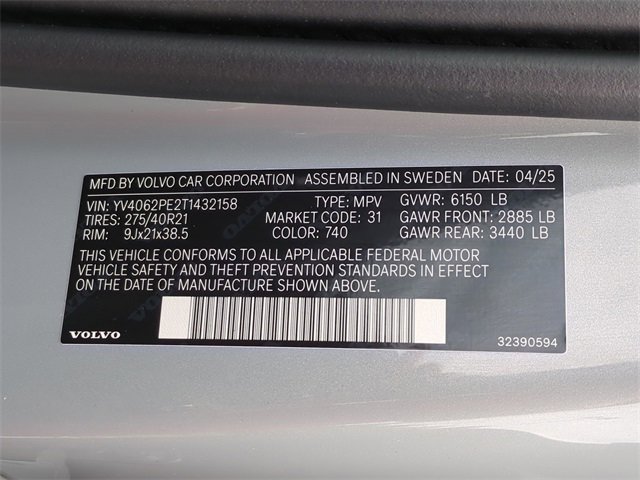 MFD BY VOLVO CAR CORPORATION ASSEMBLED IN SWEDEN DATE: 04/25
VIN: YV4062PE2T1432158 TYPE: MPV GVWR: 6150 LB
TIRES: 275/40R21 MARKET CODE: 31 GAWR FRONT: 2885 LB
RIM: 9Jx21x38.5 COLOR: 740 GAWR REAR: 3440 LB
THIS VEHICLE CONFORMS TO ALL APPLICABLE FEDERAL MOTOR
VEHICLE SAFETY AND THEFT PREVENTION STANDARDS IN EFFECT
ON THE DATE OF MANUFACTURE SHOWN ABOVE.
VOLVO 32390594